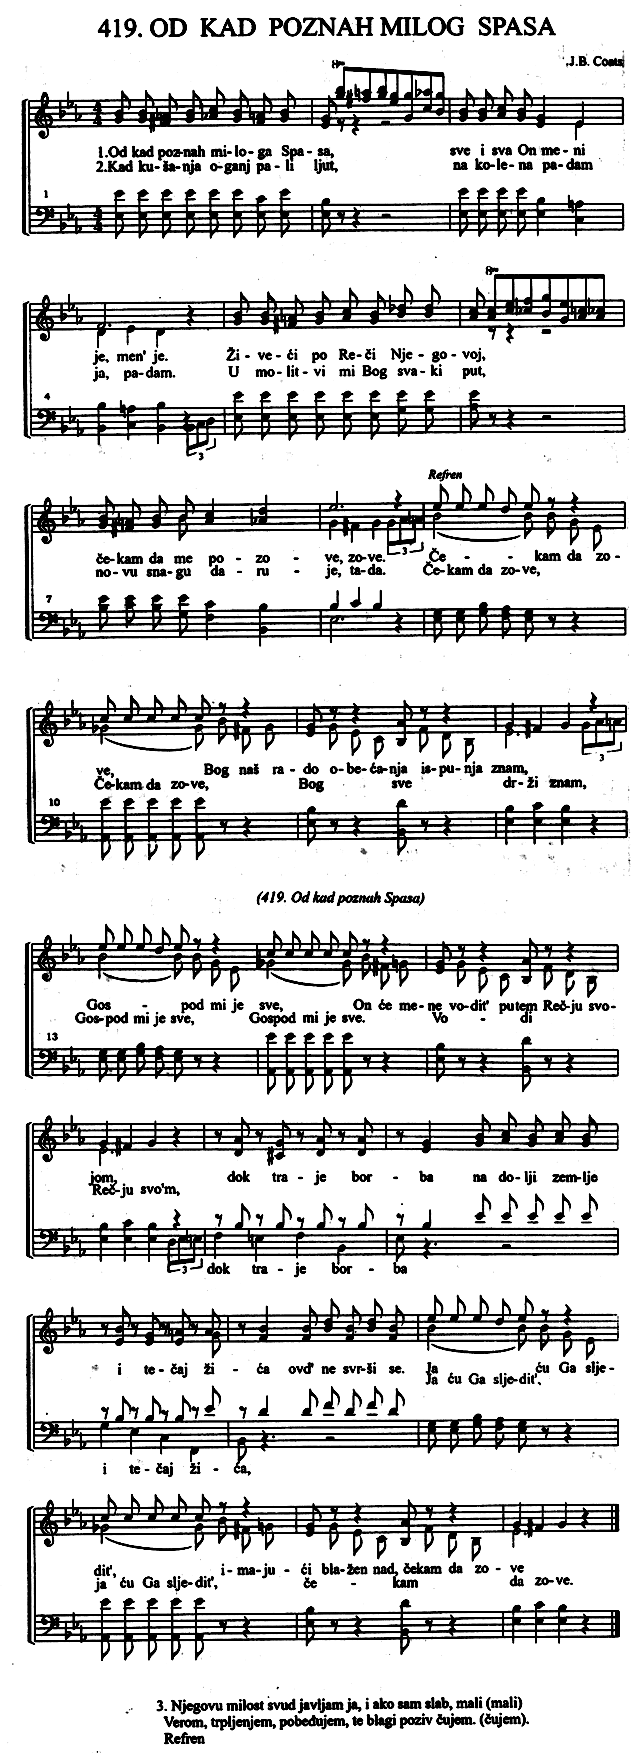 419. OD KAD POZNAH MILOG SPASA
.J.B. Coats
8va
1.Od kad poz-nah mi-lo-ga Spa-sa, sve i sva On me-ni
2.Kad ku-ša-nja o-ganj pa-li ljut, na ko-le-na pa-dam
1
8va
je, men' je. Ži-ve-ći po Re-či Nje-go-voj,
ja, pa-dam. U mo-lit-vi mi Bog sva-ki put,
4
3
Refren
3
če-kam da me po-zo-ve, zo-ve. Če-kam da zo-
no-vu sna-gu da-ru-je, ta-da. Če-kam da zo-ve,
7
ve, Bog naš ra-do o-be-ća-nja is-pu-nja znam,
Če-kam da zo-ve, Bog sve dr-ži znam,
3
10
(419. Od kad poznah Spasa)
Gos-pod mi je sve, On će me-ne vo-dit' putem Reč-ju svo-
Gos-pod mi je sve, Gospod mi je sve. Vo-di
13
jom, dok tra-je bor-ba na do-lji zem-lje
Reč-ju svo'm,
3
dok tra-je bor-ba
i te-čaj ži-ća ovd' ne svr-ši se. Ja ću Ga slje-
Ja ću Ga slje-dit',
i te-čaj ži-ća,
dit', i-ma-ju-ći bla-žen nad, čekam da zo-ve
ja ću Ga slje-dit', če-kam da zo-ve.
3. Njegovu milost svud javljam ja, i ako sam slab, mali (mali)
Verom, trpljenjem, pobeđujem, te blagi poziv čujem. (čujem).
Refren